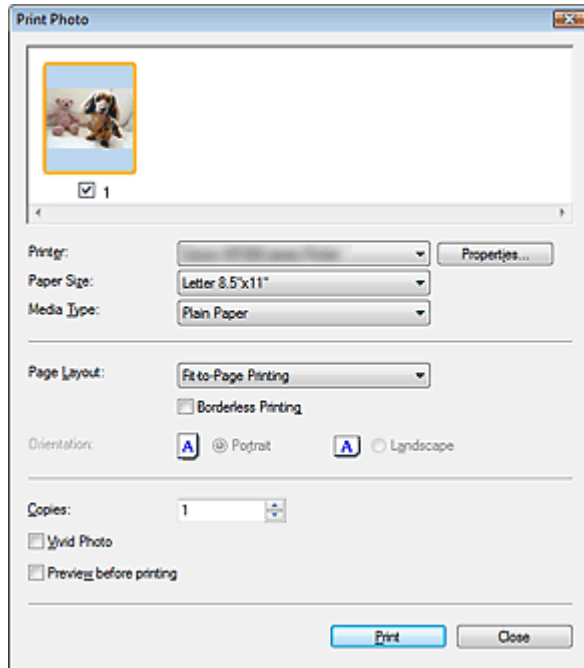 Print Photo
1
Printer:
Properties...
Paper Size: Letter 8.5"x11"
Media Type: Plain Paper
Page Layout: Fit-to-Page Printing
Borderless Printing
Orientation: A Portrait A Landscape
Copies: 1
Vivid Photo
Preview before printing
Print Close